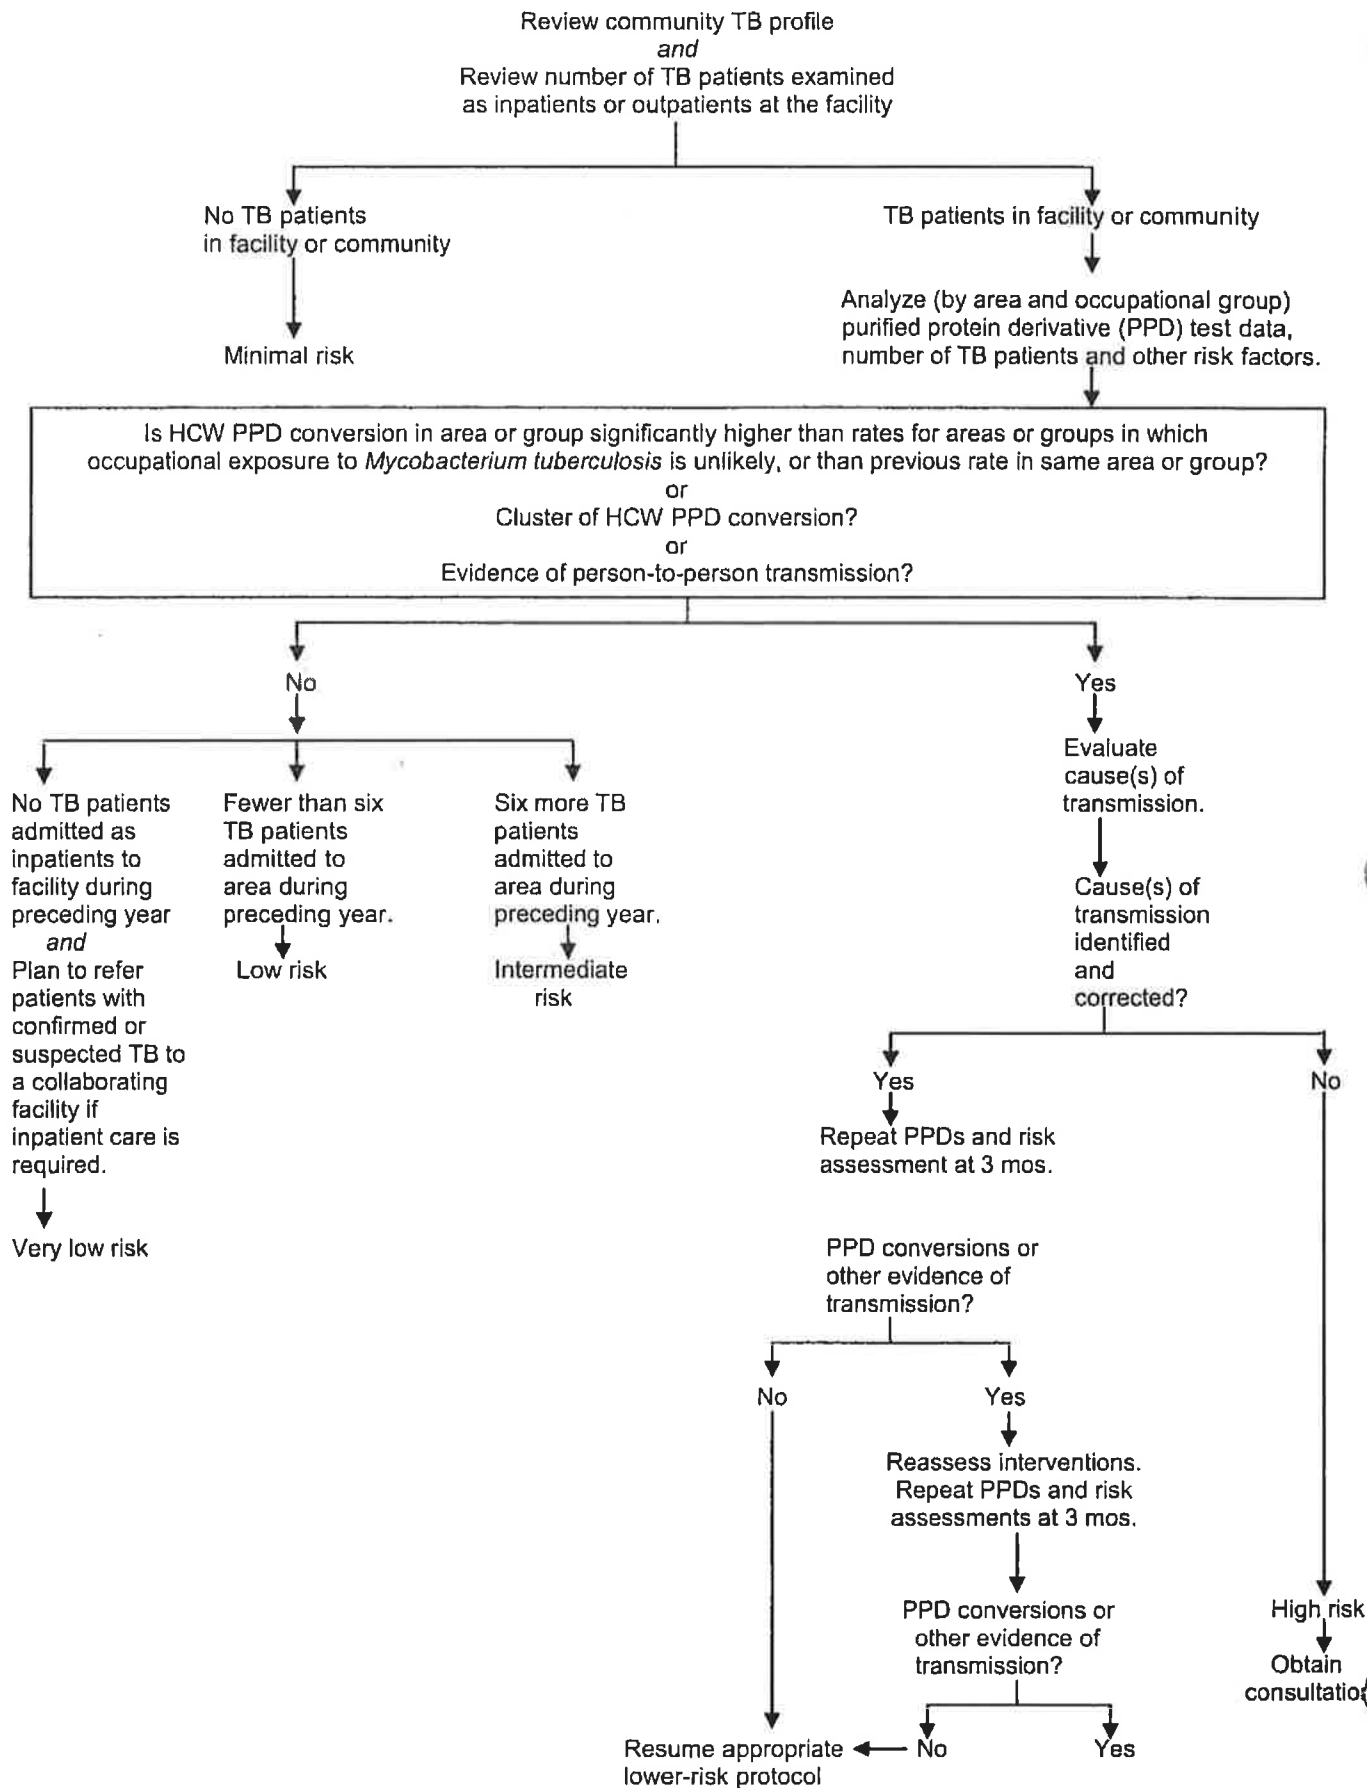 Review community TB profile
and
Review number of TB patients examined
as inpatients or outpatients at the facility
No TB patients
in facility or community
TB patients in facility or community
Minimal risk
Analyze (by area and occupational group)
purified protein derivative (PPD) test data,
number of TB patients and other risk factors.
Is HCW PPD conversion in area or group significantly higher than rates for areas or groups in which
occupational exposure to Mycobacterium tuberculosis is unlikely, or than previous rate in same area or group?
or
Cluster of HCW PPD conversion?
or
Evidence of person-to-person transmission?
No
Yes
No TB patients
admitted as
inpatients to
facility during
preceding year
and
Plan to refer
patients with
confirmed or
suspected TB to
a collaborating
facility if
inpatient care is
required.
Very low risk
Fewer than six
TB patients
admitted to
area during
preceding year.
Low risk
Six more TB
patients
admitted to
area during
preceding year.
Intermediate
risk
Evaluate
cause(s) of
transmission.
Cause(s) of
transmission
identified
and
corrected?
Yes
No
Repeat PPDs and risk
assessment at 3 mos.
PPD conversions or
other evidence of
transmission?
No
Yes
Reassess interventions.
Repeat PPDs and risk
assessments at 3 mos.
PPD conversions or
other evidence of
transmission?
High risk
Obtain
consultation
Resume appropriate
lower-risk protocol
No
Yes